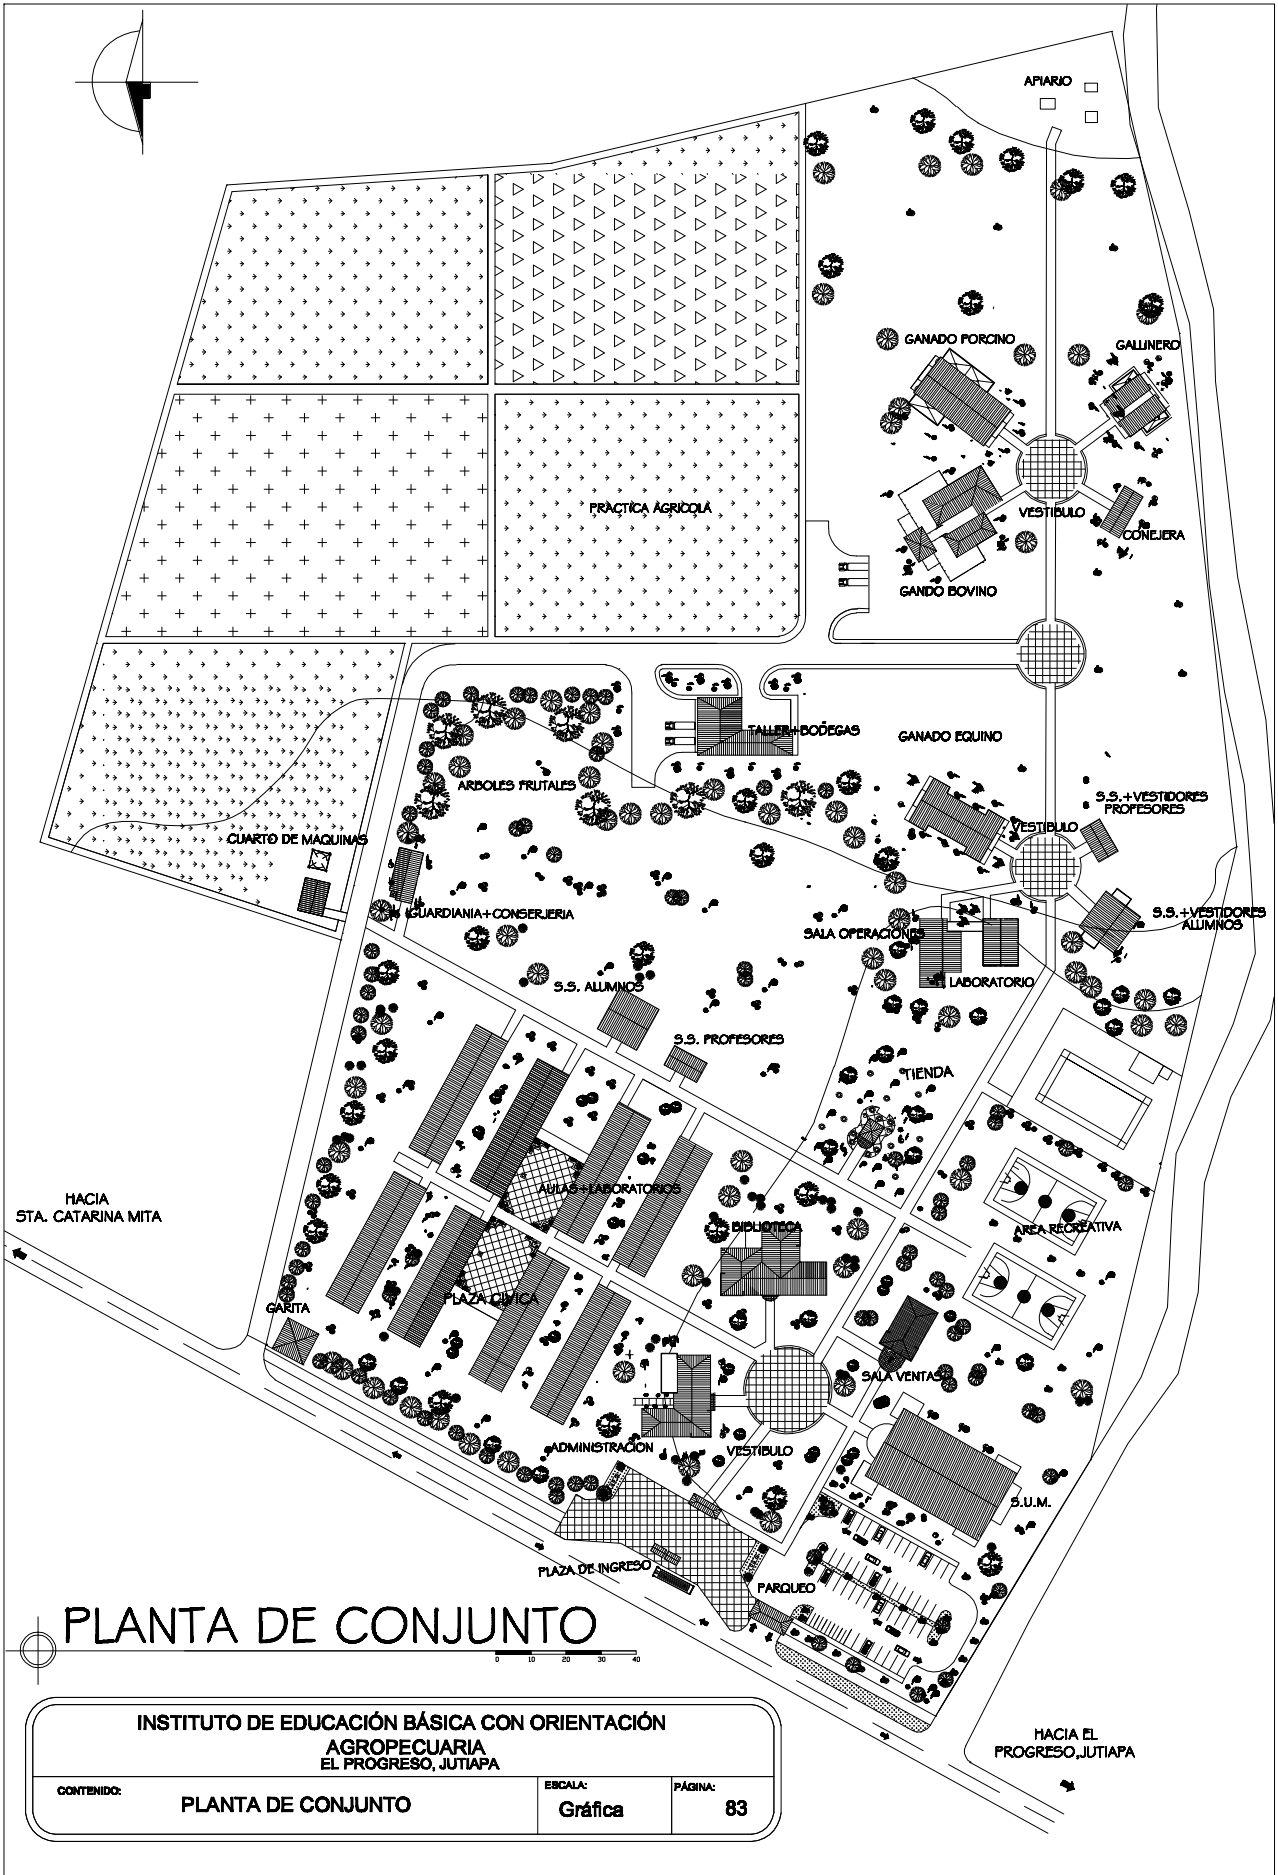 APIARIO
GANADO PORCINO
GALLINERO
PRACTICA AGRICOLA
VESTIBULO
CONEJERA
GANDO BOVINO
TALLER+BODEGAS
GANADO EQUINO
ARBOLES FRUTALES
S.S.+VESTIDORES
PROFESORES
VESTIBULO
CUARTO DE MAQUINAS
GUARDIANIA+CONSERJERIA
S.S.+VESTIDORES
ALUMNOS
SALA OPERACIONES
S.S. ALUMNOS
LABORATORIO
S.S. PROFESORES
TIENDA
HACIA
STA. CATARINA MITA
AULAS+LABORATORIOS
BIBLIOTECA
AREA RECREATIVA
PLAZA CIVICA
GARITA
SALA VENTAS
ADMINISTRACION
VESTIBULO
S.U.M.
PLAZA DE INGRESO
PARQUEO
PLANTA DE CONJUNTO
0 10 20 30 40
INSTITUTO DE EDUCACIÓN BÁSICA CON ORIENTACIÓN
AGROPECUARIA
EL PROGRESO, JUTIAPA
HACIA EL
PROGRESO,JUTIAPA
CONTENIDO:
PLANTA DE CONJUNTO
ESCALA:
Gráfica
PÁGINA:
83